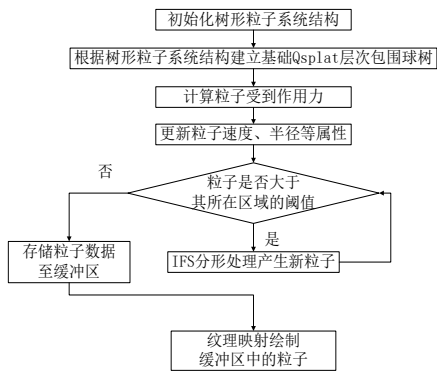 初始化树形粒子系统结构
根据树形粒子系统结构建立基础Qsplat层次包围球树
计算粒子受到作用力
更新粒子速度、半径等属性
粒子是否大于
其所在区域的阈值
否
是
存储粒子数据
至缓冲区
IFS分形处理产生新粒子
纹理映射绘制
缓冲区中的粒子